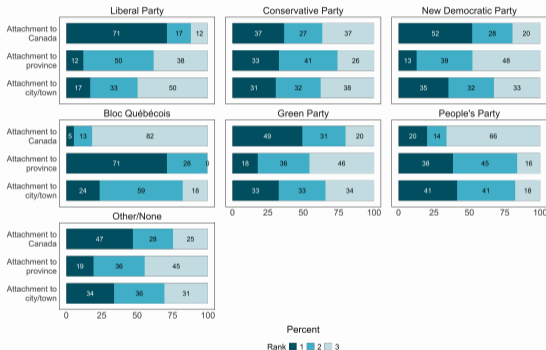 Liberal Party
Attachment to
Canada
71 17 12
Attachment to
province
12 50 38
Attachment to
city/town
17 33 50
Conservative Party
37 27 37
33 41 26
31 32 38
New Democratic Party
52 28 20
13 39 48
35 32 33
Bloc Québécois
Attachment to
Canada
5 13 82
Attachment to
province
71 28 0
Attachment to
city/town
24 59 18
Green Party
49 31 20
18 36 46
33 33 34
0 25 50 75 100
People's Party
20 14 66
38 45 16
41 41 18
0 25 50 75 100
Other/None
Attachment to
Canada
47 28 25
Attachment to
province
19 36 45
Attachment to
city/town
34 36 31
0 25 50 75 100
Percent
Rank 1 2 3